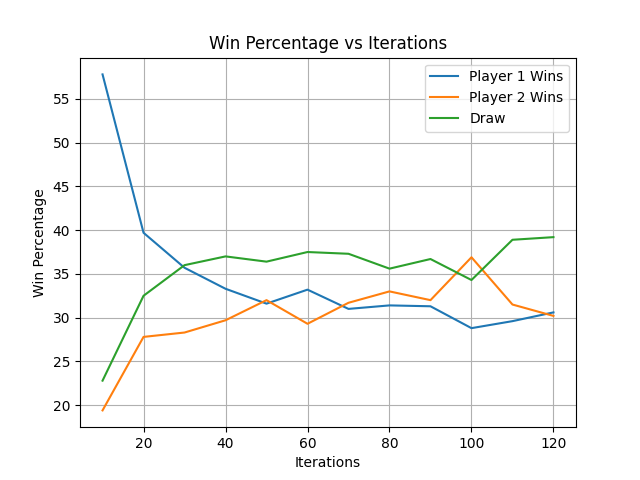 Win Percentage vs Iterations
Player 1 Wins
Player 2 Wins
Draw
Win Percentage
55
50
45
40
35
30
25
20
20 40 60 80 100 120
Iterations